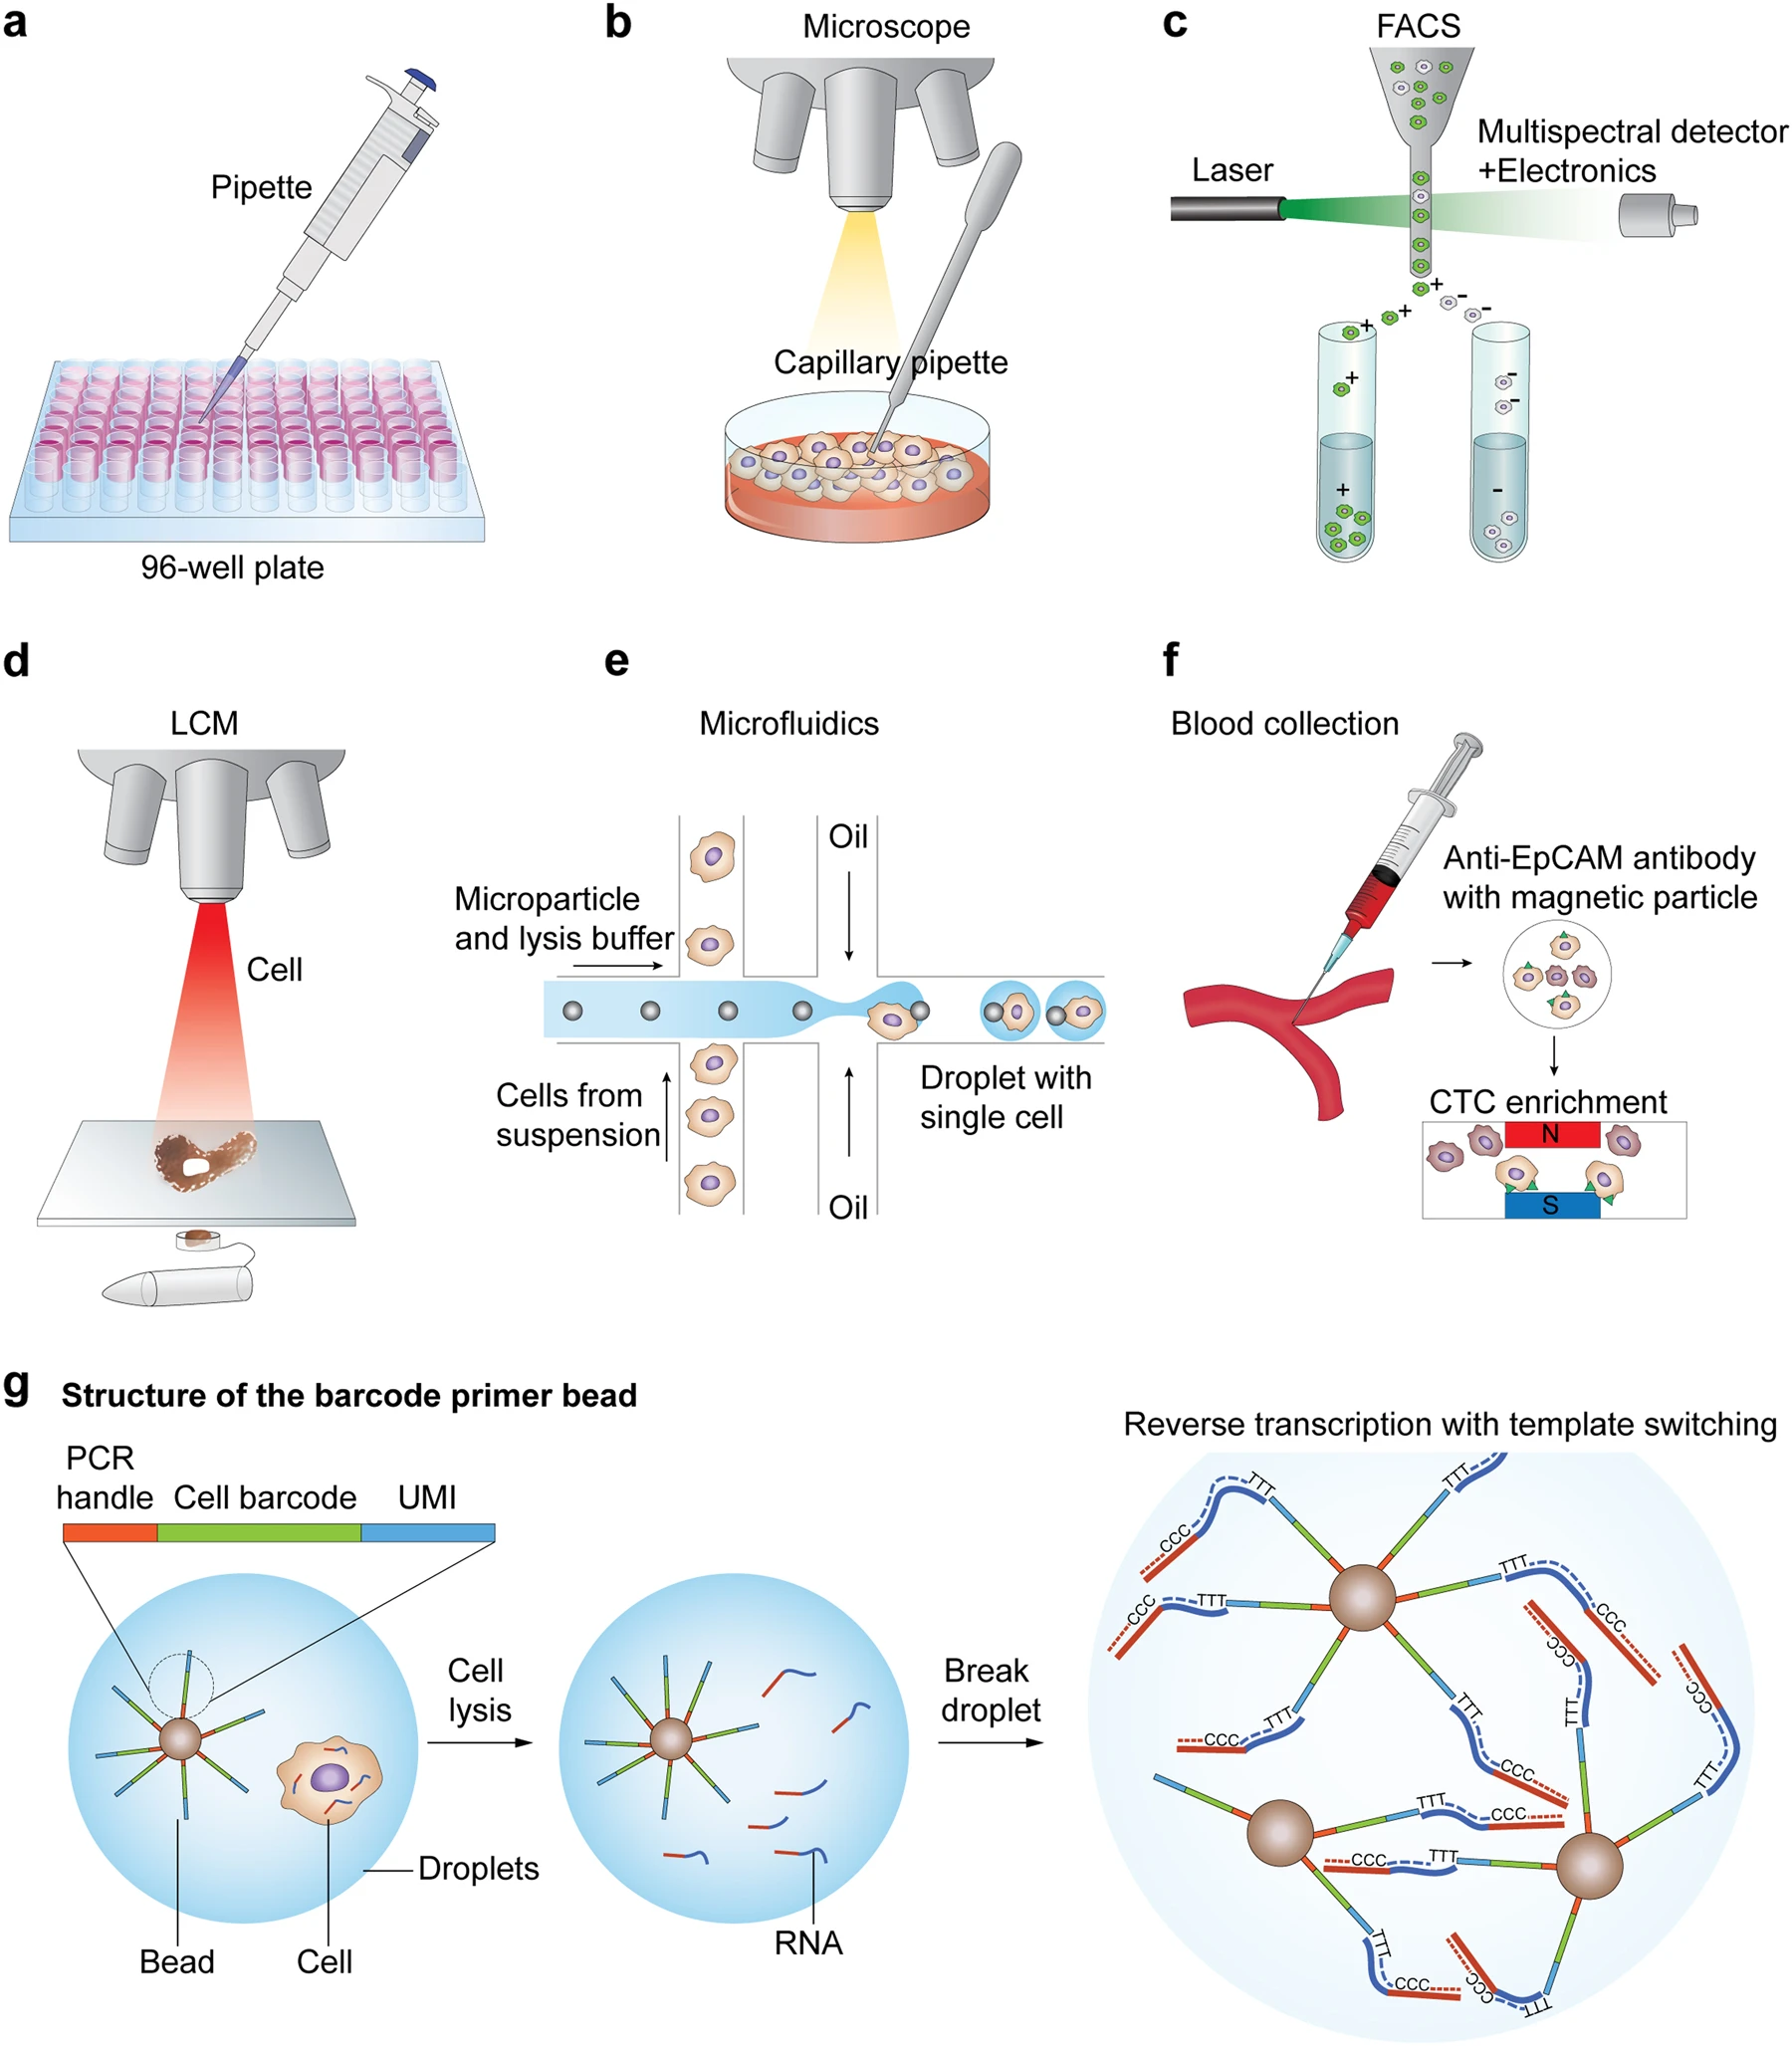 a
Pipette
96-well plate
b
Microscope
Capillary pipette
c
FACS
Laser
Multispectral detector
+Electronics
+
-
+
-
+
+
-
-
+
-
d
LCM
Cell
e
Microfluidics
Oil
Microparticle
and lysis buffer
Cells from
suspension
Droplet with
single cell
Oil
f
Blood collection
Anti-EpCAM antibody
with magnetic particle
CTC enrichment
N
S
g
Structure of the barcode primer bead
PCR
handle
Cell barcode
UMI
Bead
Cell
Droplets
Cell
lysis
RNA
Break
droplet
Reverse transcription with template switching
TTT
CCC
TTT
TTT
CCC
TTT
CCC
CCC
TTT
CCC
TTT
CCC
TTT
CCC
TTT
CCC
TTT
CCC
CCC
TTT
TTT
CCC
CCC
TTT